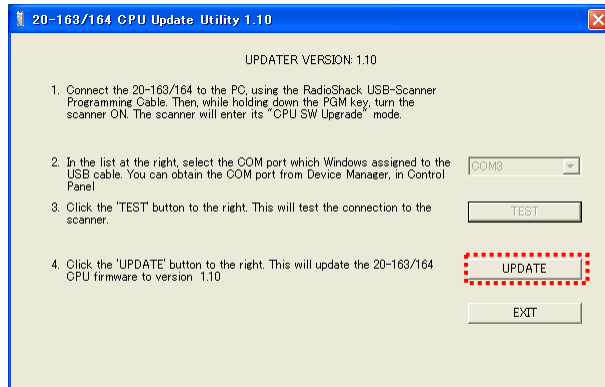 20-163/164 CPU Update Utility 1.10
UPDATER VERSION: 1.10
1. Connect the 20-163/164 to the PC, using the RadioShack USB-Scanner
Programming Cable. Then, while holding down the PGM key, turn the
scanner ON. The scanner will enter its "CPU SW Upgrade" mode.
2. In the list at the right, select the COM port which Windows assigned to the
USB cable. You can obtain the COM port from Device Manager, in Control
Panel
COM3
3. Click the 'TEST' button to the right. This will test the connection to the
scanner.
TEST
4. Click the 'UPDATE' button to the right. This will update the 20-163/164
CPU firmware to version 1.10
UPDATE
EXIT